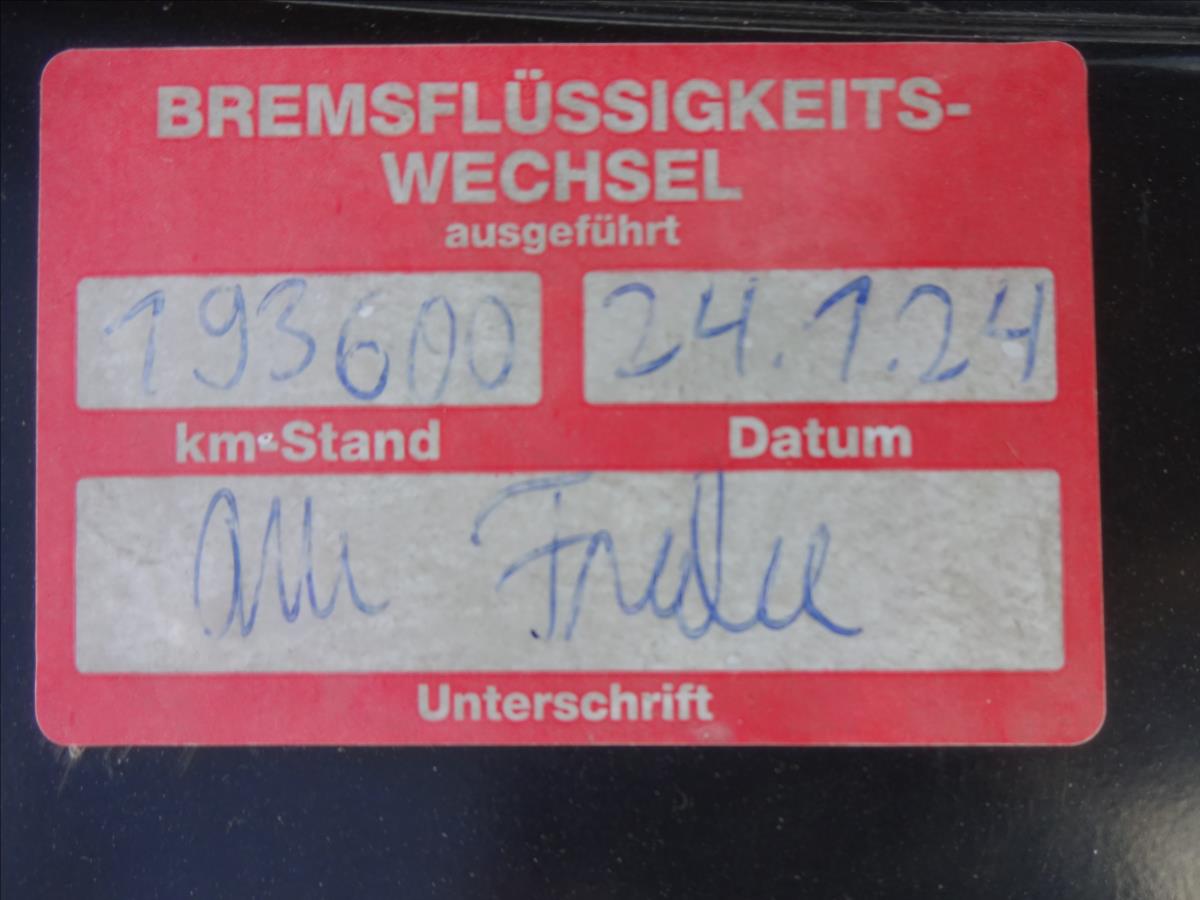 BREMSFLÜSSIGKEITS-
WECHSEL
ausgeführt
193600 24.1.24
km-Stand Datum
Unterschrift